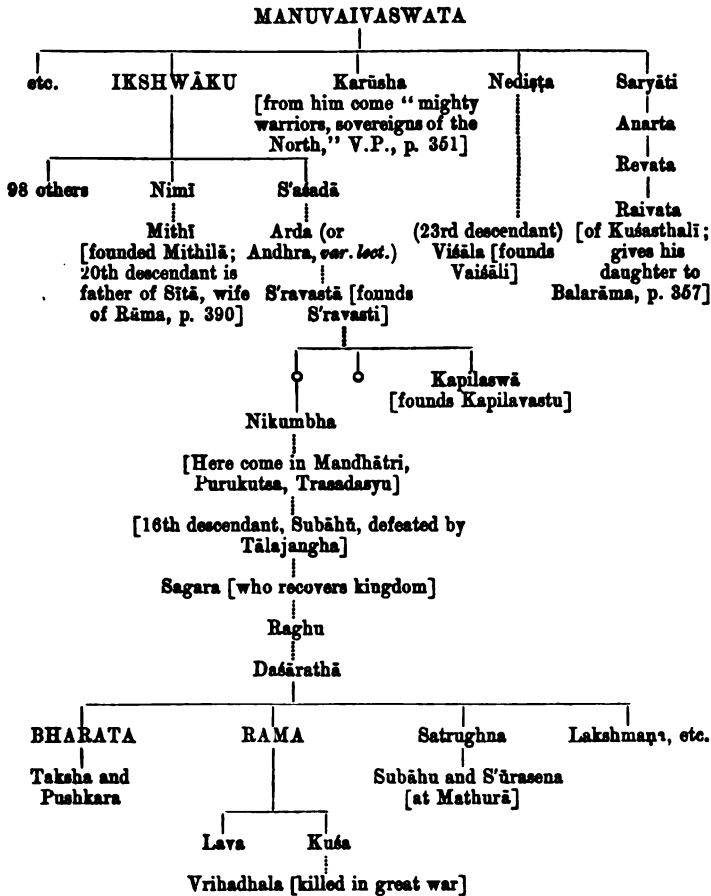 MANUVAIVASWATA
etc. IKSHWĀKU Karūsha Nediṣṭa Saryāti
[from him come " mighty warriors, sovereigns of the North," V.P., p. 351]
Anarta
Revata
98 others Nimī S'aśadā Raivata
Mithī Arda (or (23rd descendant) [of Kuśasthalī ;
[founded Mithilā ; Andhra, var. lect.) Viśāla [founds gives his
20th descendant is Vaiśāli] daughter to
father of Sītā, wife S'ravastā [founds Balarāma, p. 357]
of Rāma, p. 390] S'ravasti]
Kapilaswā
[founds Kapilavastu]
Nikumbha
[Here come in Mandhātri,
Purukutsa, Trasadasyu]
[16th descendant, Subāhū, defeated by
Tālajangha]
Sagara [who recovers kingdom]
Raghu
Daśārathā
BHARATA RAMA Satrughna Lakshmaṇa, etc.
Taksha and Subāhu and S'ūrasena
Pushkara [at Mathurā]
Lava Kuśa
Vrihadhala [killed in great war]